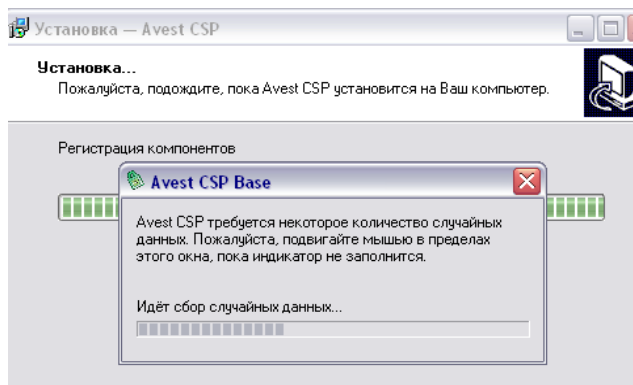 Установка — Avest CSP
Установка...
Пожалуйста, подождите, пока Avest CSP установится на Ваш компьютер.
Регистрация компонентов
Avest CSP Base
Avest CSP требуется некоторое количество случайных
данных. Пожалуйста, подвигайте мышью в пределах
этого окна, пока индикатор не заполнится.
Идёт сбор случайных данных...